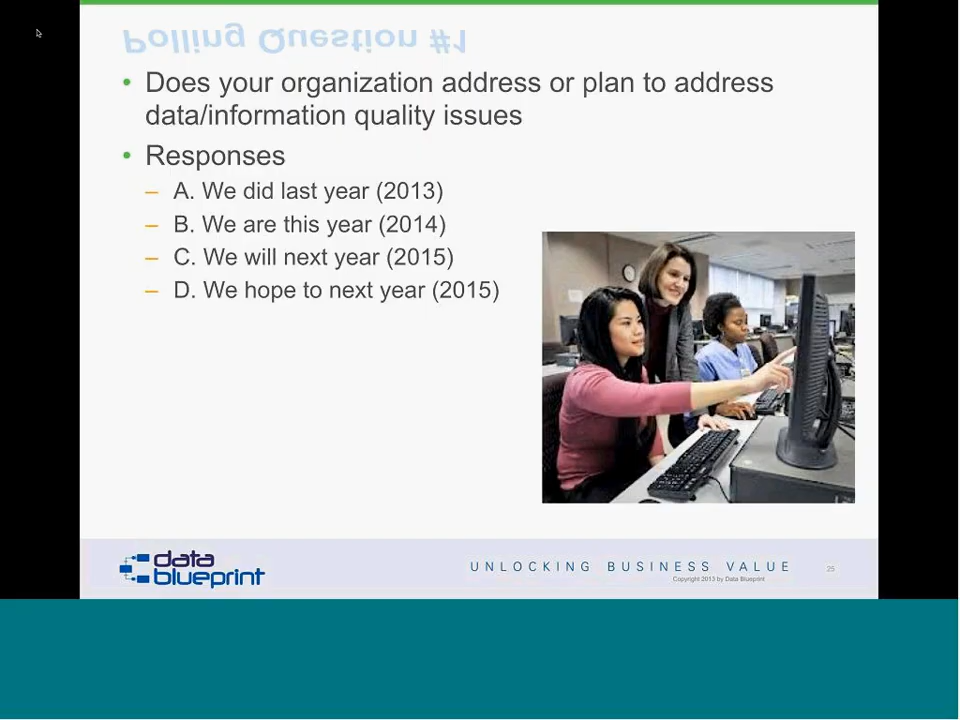 Polling Question #1
• Does your organization address or plan to address
data/information quality issues
• Responses
– A. We did last year (2013)
– B. We are this year (2014)
– C. We will next year (2015)
– D. We hope to next year (2015)
data
blueprint
UNLOCKING BUSINESS VALUE
Copyright 2013 by Data Blueprint
25